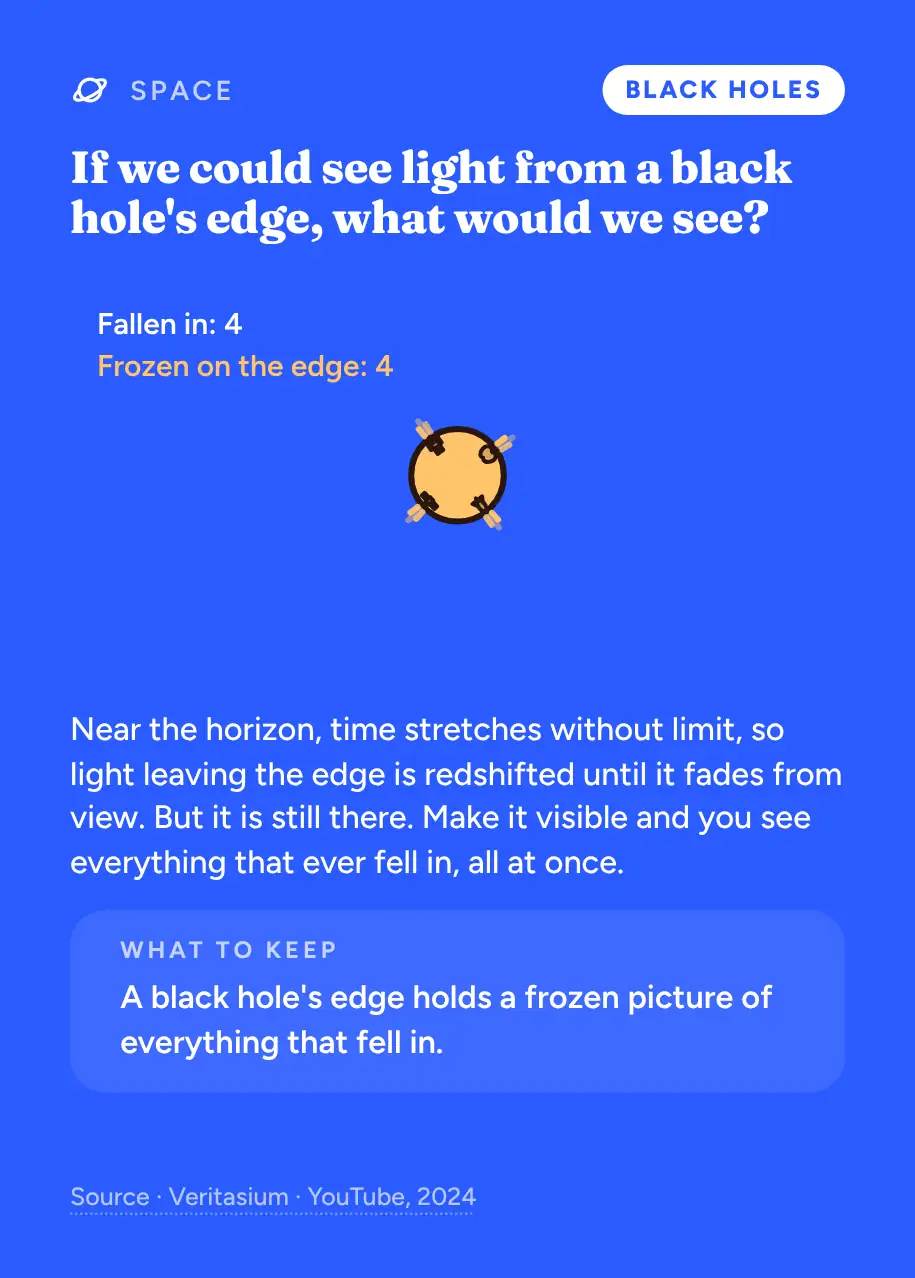 SPACE
BLACK HOLES
If we could see light from a black
hole's edge, what would we see?
Fallen in: 4
Frozen on the edge: 4
Near the horizon, time stretches without limit, so
light leaving the edge is redshifted until it fades from
view. But it is still there. Make it visible and you see
everything that ever fell in, all at once.
WHAT TO KEEP
A black hole's edge holds a frozen picture of
everything that fell in.
Source · Veritasium · YouTube, 2024